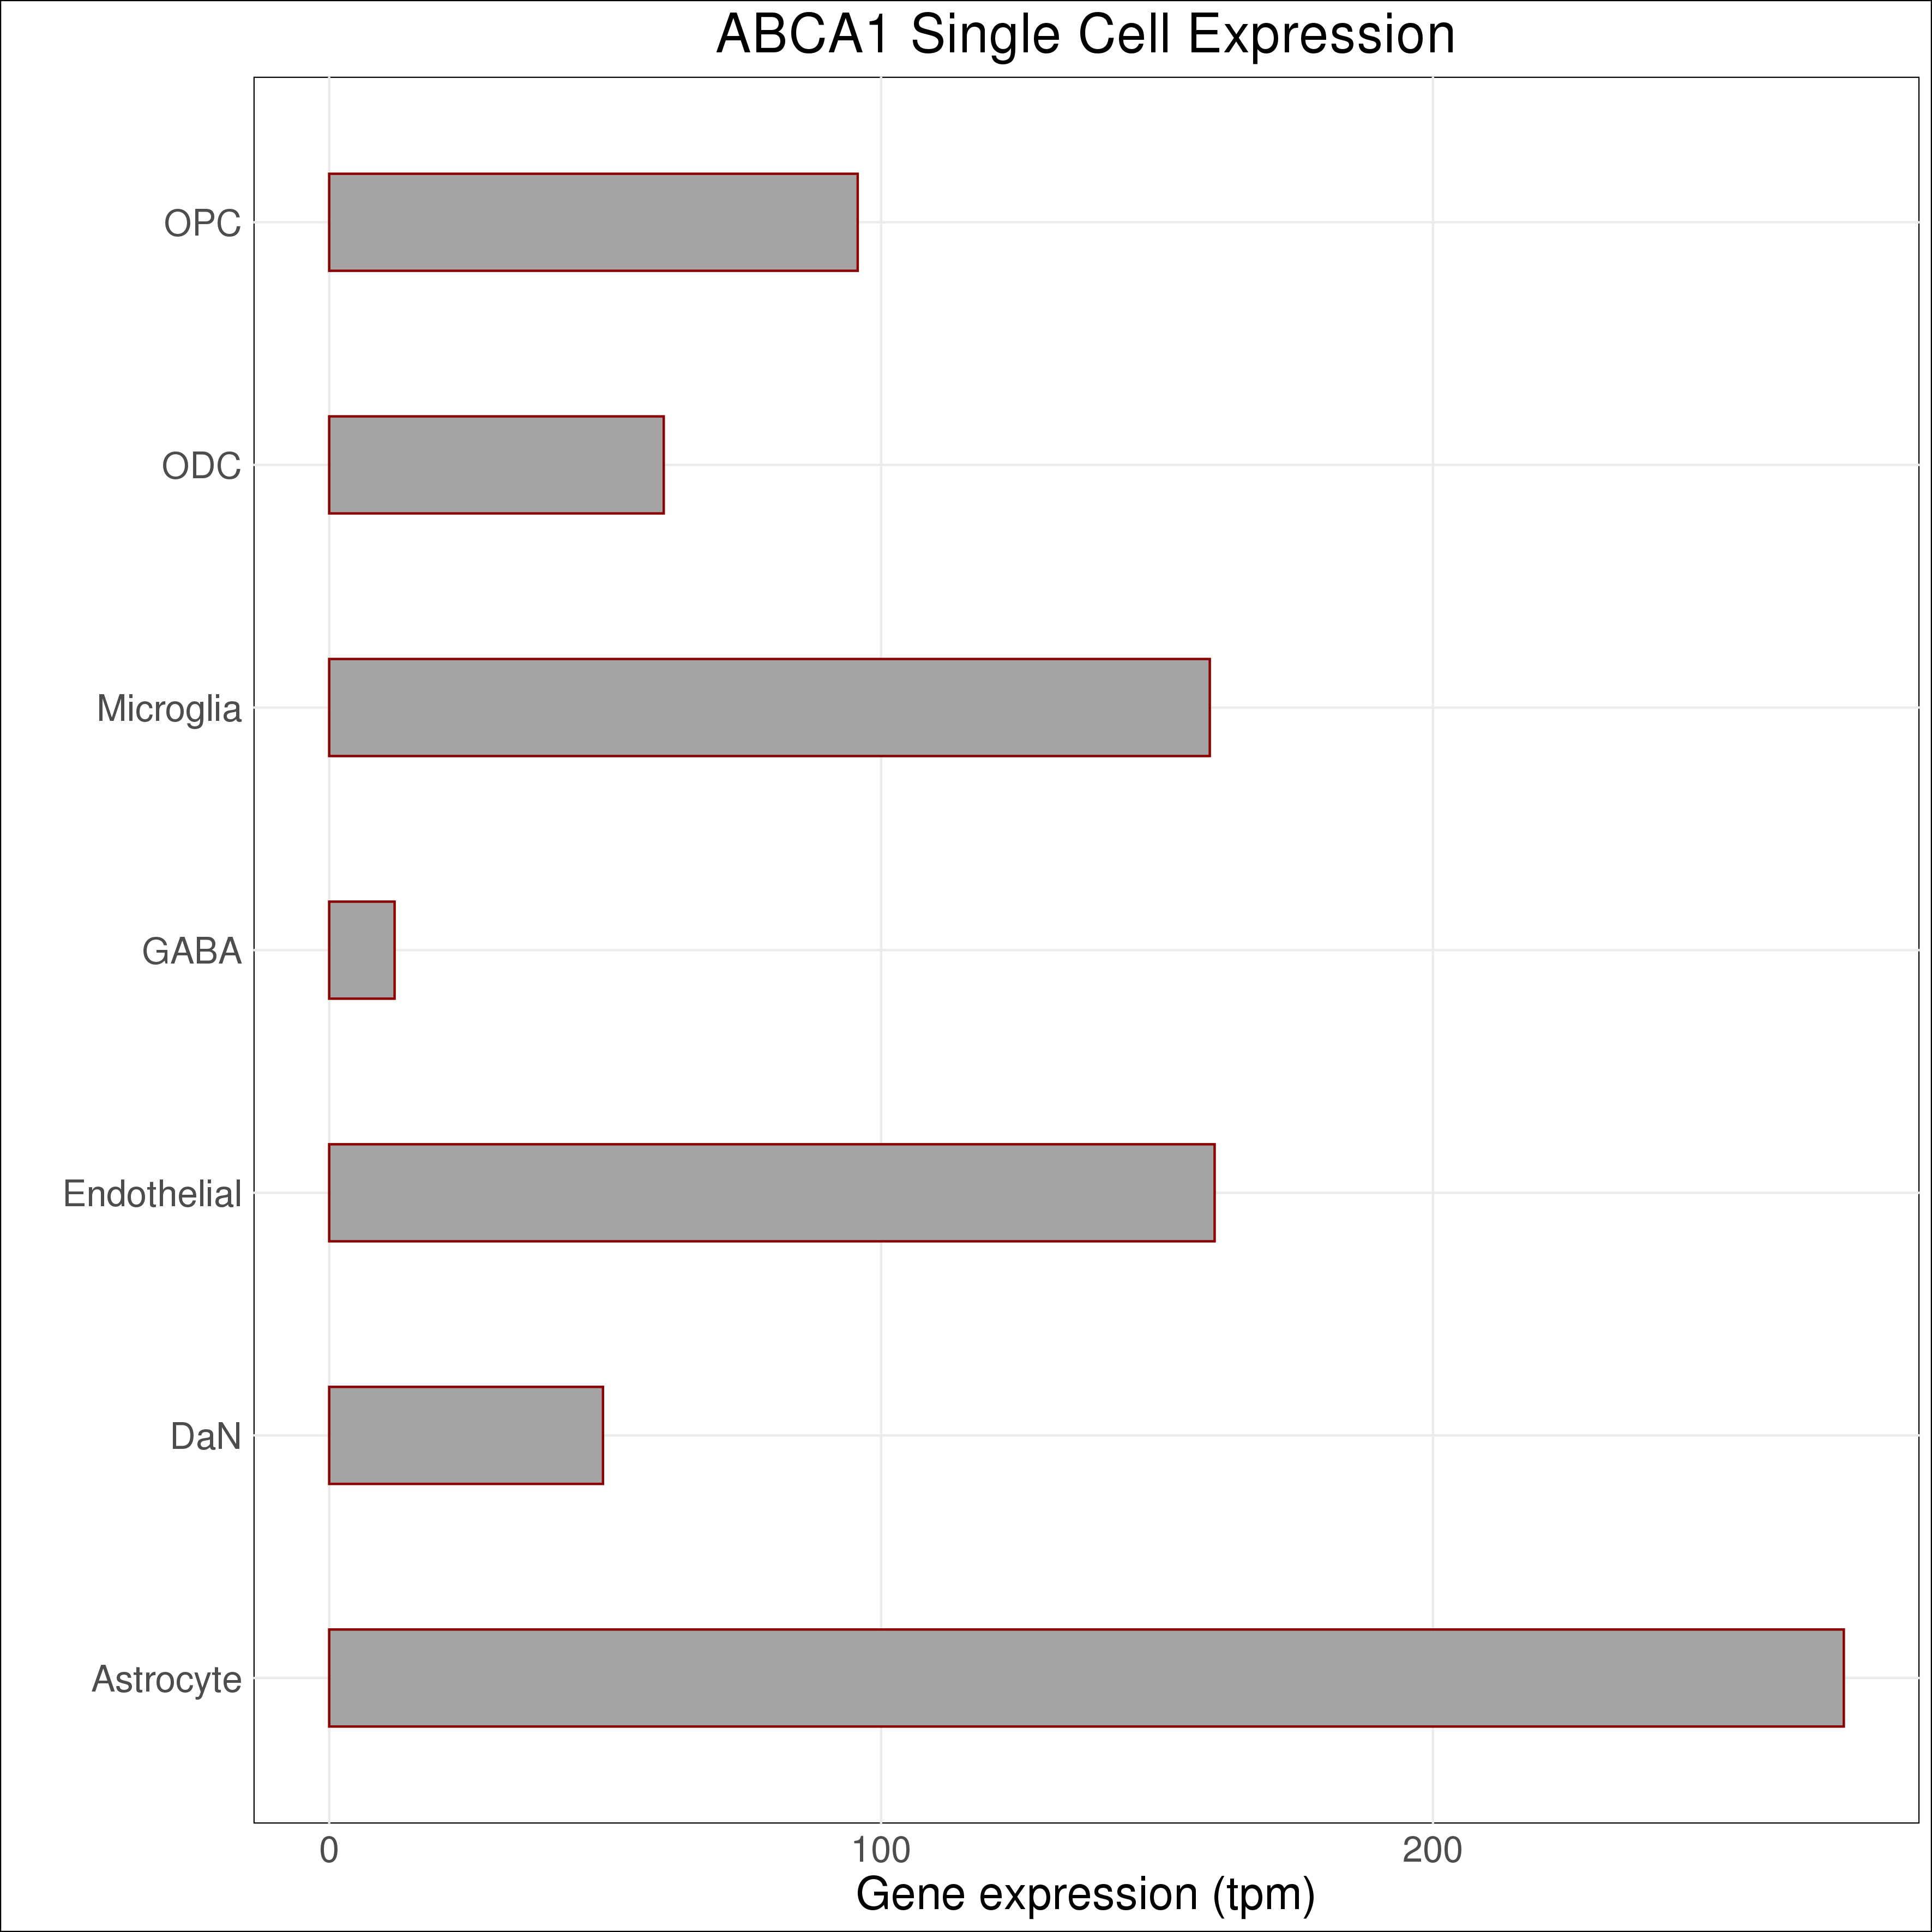 ABCA1 Single Cell Expression
OPC
ODC
Microglia
GABA
Endothelial
DaN
Astrocyte
0 100 200
Gene expression (tpm)